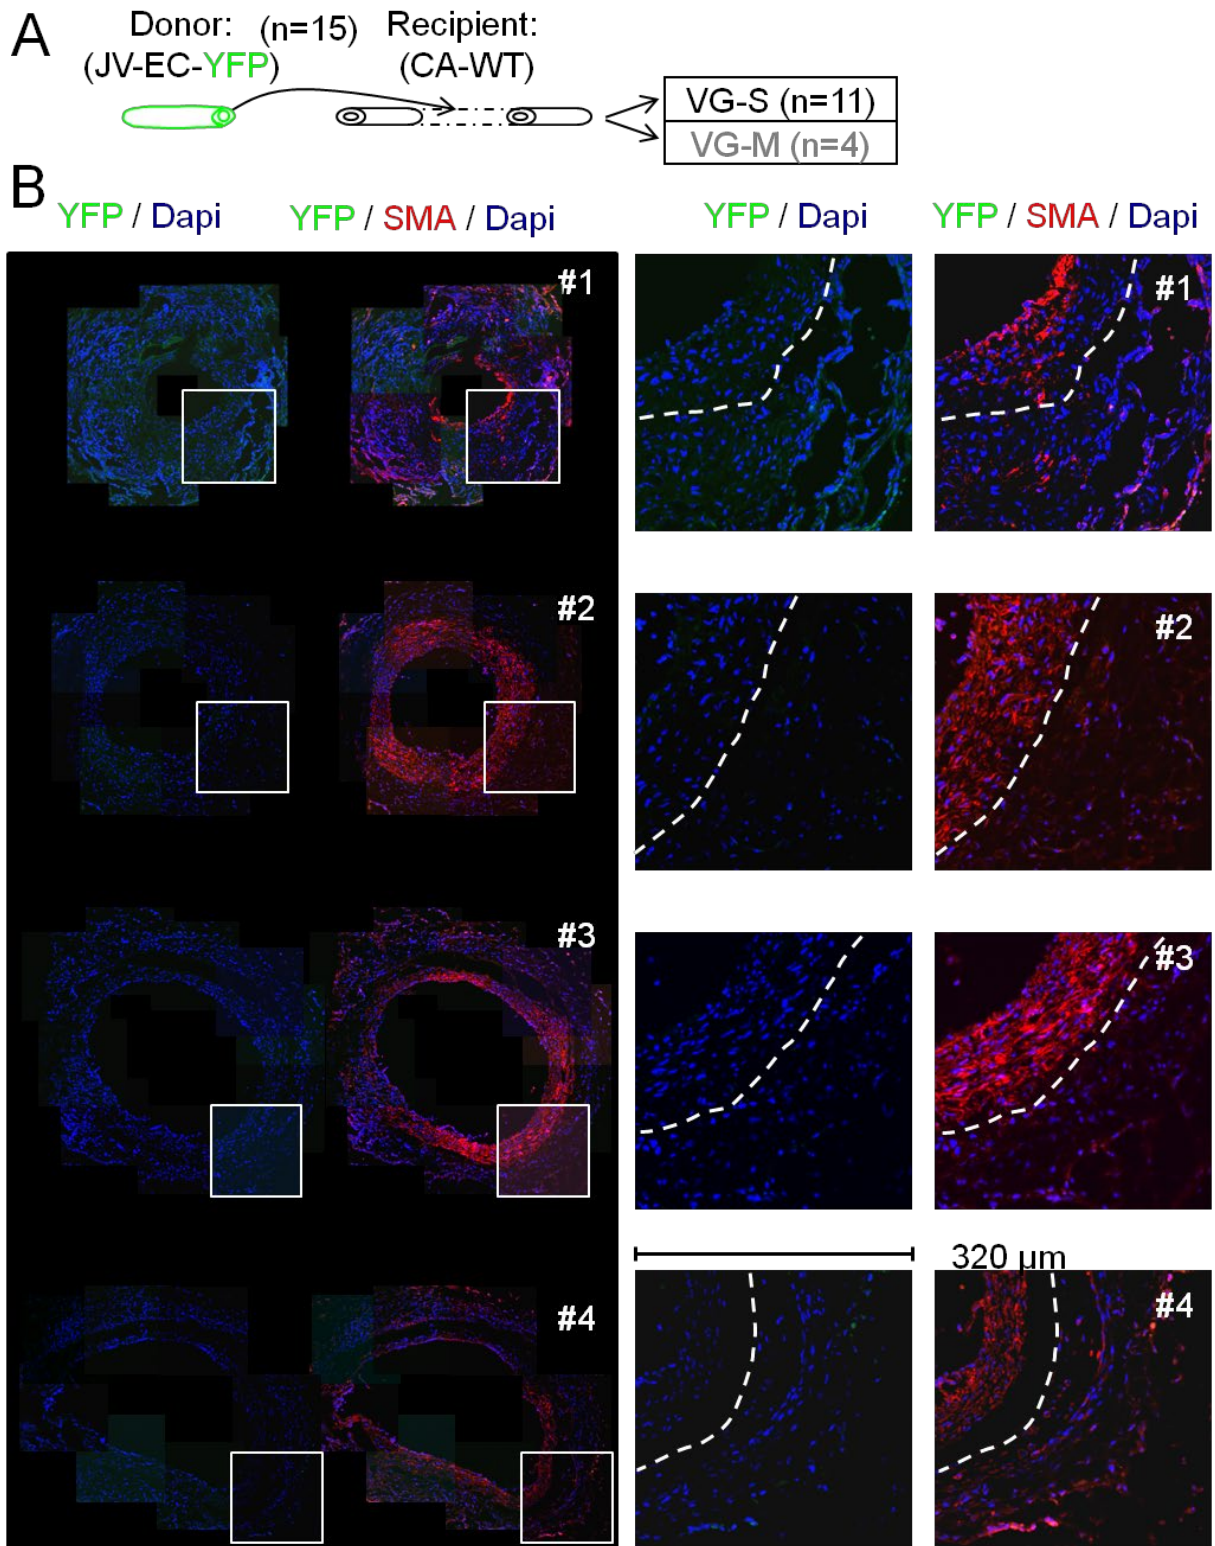 A
Donor: (n=15) Recipient:
(JV-EC-YFP) (CA-WT)
VG-S (n=11)
VG-M (n=4)
B
YFP / Dapi YFP / SMA / Dapi YFP / Dapi YFP / SMA / Dapi
#1 #1
#2 #2
#3 #3
320 µm
#4 #4